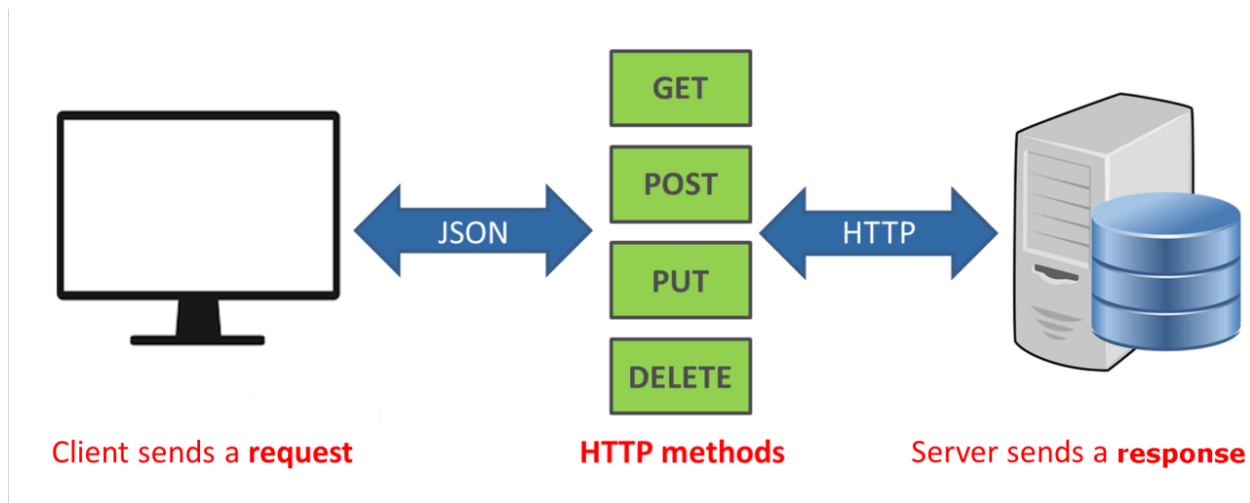 GET
POST
JSON
HTTP
PUT
DELETE
Client sends a request
HTTP methods
Server sends a response